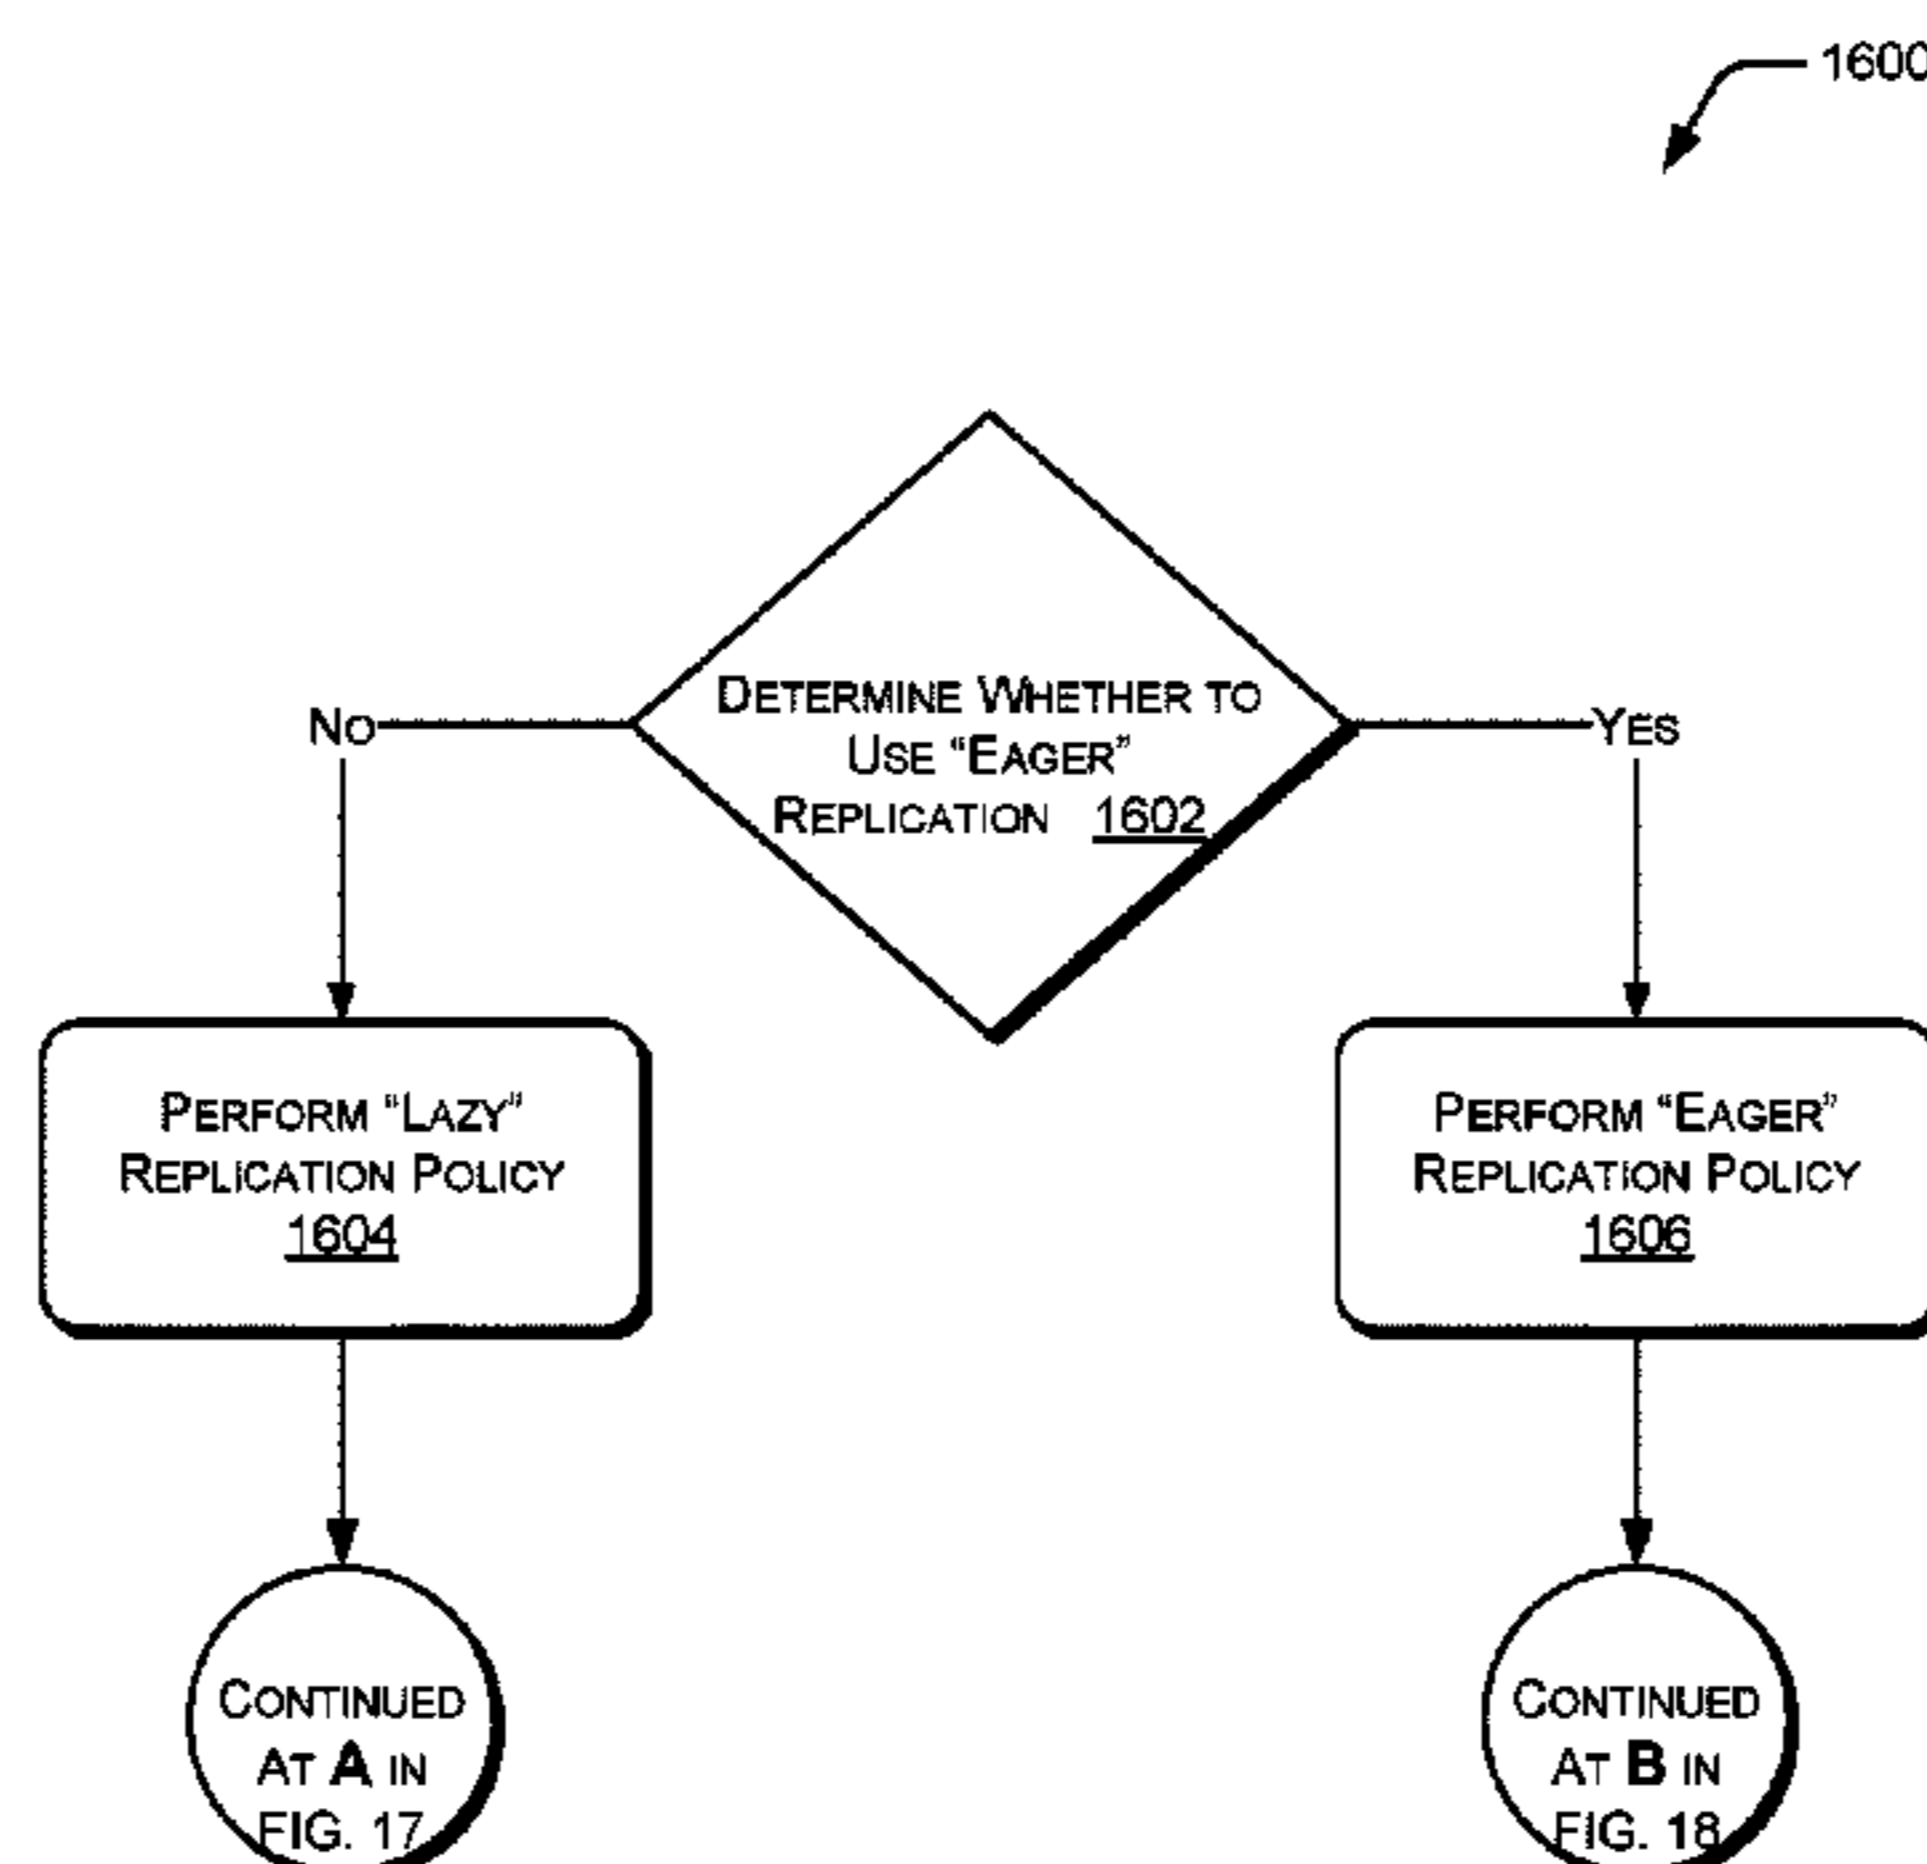 1600
DETERMINE WHETHER TO
USE "EAGER"
REPLICATION 1602
NO
YES
PERFORM "LAZY"
REPLICATION POLICY
1604
PERFORM "EAGER"
REPLICATION POLICY
1606
CONTINUED
AT A IN
FIG. 17
CONTINUED
AT B IN
FIG. 18